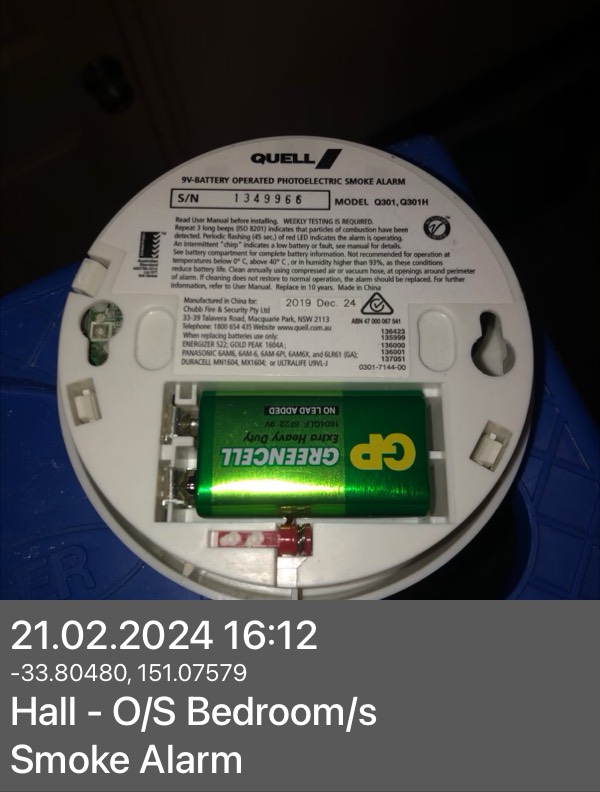 QUELL
9V-BATTERY OPERATED PHOTOELECTRIC SMOKE ALARM
S/N 1349966 MODEL Q301, Q301H
Read User Manual before installing. WEEKLY TESTING IS REQUIRED.
Repeat 3 long beeps (ISO 8201) indicates that particles of combustion have been
detected. Periodic flashing (45 sec.) of red LED indicates the alarm is operating.
An intermittent "chirp" indicates a low battery or fault, see manual for details.
See battery compartment for complete battery information. Not recommended for operation at
temperatures below 0° C, above 40° C, or in humidity higher than 93%, as these conditions
reduce battery life. Clean annually using compressed air or vacuum hose, at openings around perimeter
of alarm. If cleaning does not restore to normal operation, the alarm should be replaced. For further
information, refer to User Manual. Replace in 10 years. Made in China
Manufactured in China for:
Chubb Fire & Security Pty Ltd
33-39 Talavera Road, Macquarie Park, NSW 2113
Telephone: 1800 654 435 Website www.quell.com.au
When replacing batteries use only:
ENERGIZER 522; GOLD PEAK 1604A;
PANASONIC 6AM6, 6AM-6, 6AM-6PI, 6AM6X, and 6LR61 (GA);
DURACELL MN1604, MX1604; or ULTRALIFE U9VL-J
2019 Dec. 24
ABN 47 000 067 541
136423
135999
136000
136001
137051
0301-7144-00
NO LEAD ADDED
1604GLF 6F22 9V
Extra Heavy Duty
GP GREENCELL
21.02.2024 16:12
-33.80480, 151.07579
Hall - O/S Bedroom/s
Smoke Alarm